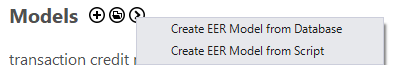 Models
Create EER Model from Database
Create EER Model from Script
transaction credit